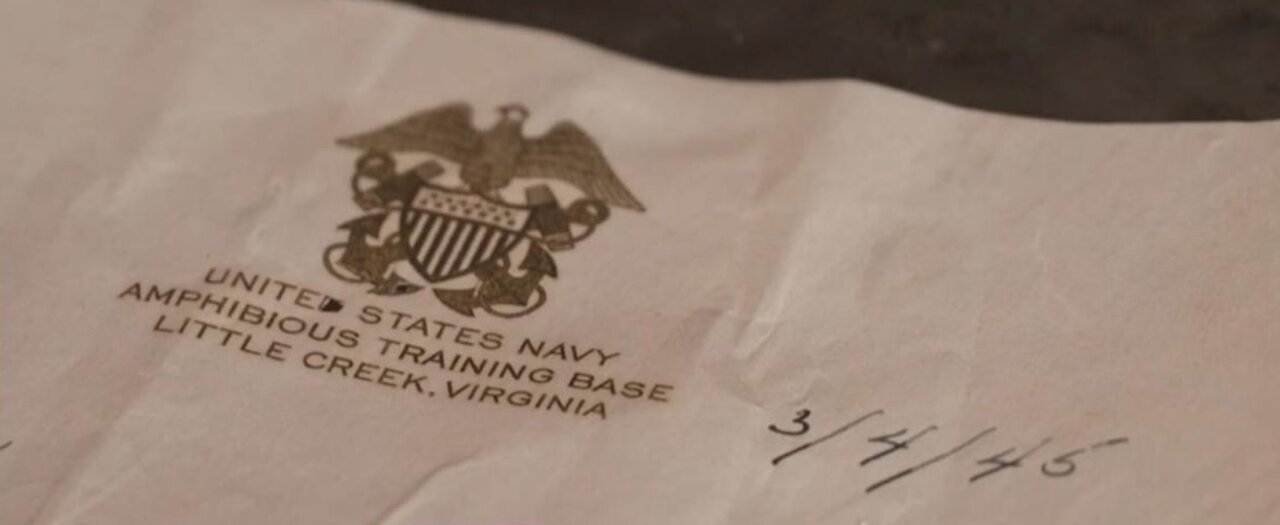 UNITED STATES NAVY
AMPHIBIOUS TRAINING BASE
LITTLE CREEK, VIRGINIA
3/4/45